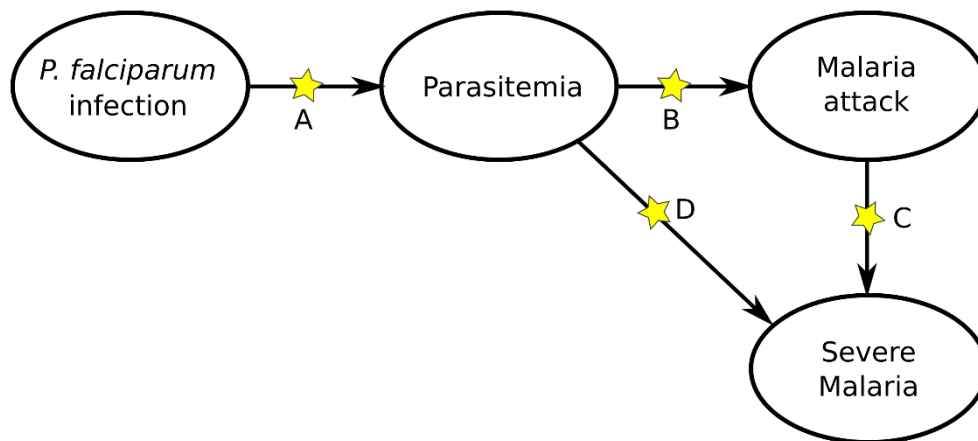 P. falciparum
infection
A
Parasitemia
B
Malaria
attack
D
C
Severe
Malaria